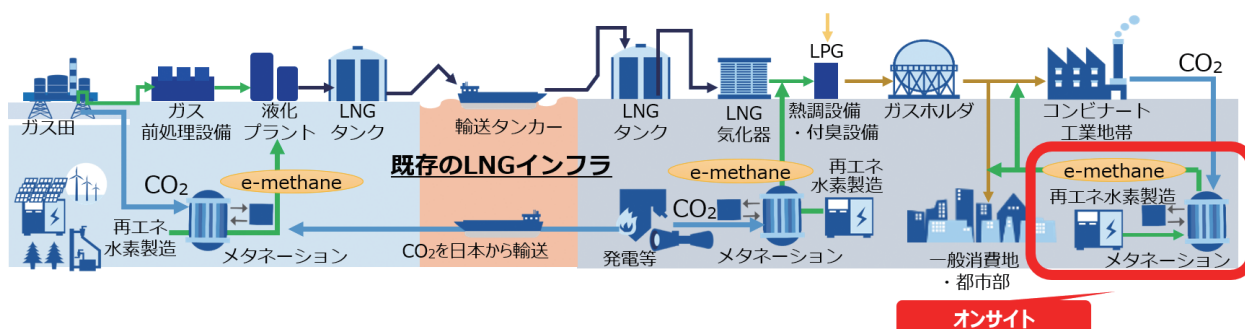 LPG
CO₂
ガス田
ガス
前処理設備
液化
プラント
LNG
タンク
輸送タンカー
LNG
タンク
LNG
気化器
熱調設備
・付臭設備
ガスホルダ
コンビナート
工業地帯
既存のLNGインフラ
e-methane
CO₂
再エネ
水素製造
メタネーション
CO₂を日本から輸送
発電等
CO₂
e-methane
再エネ
水素製造
メタネーション
一般消費地
・都市部
e-methane
再エネ
水素製造
メタネーション
オンサイト